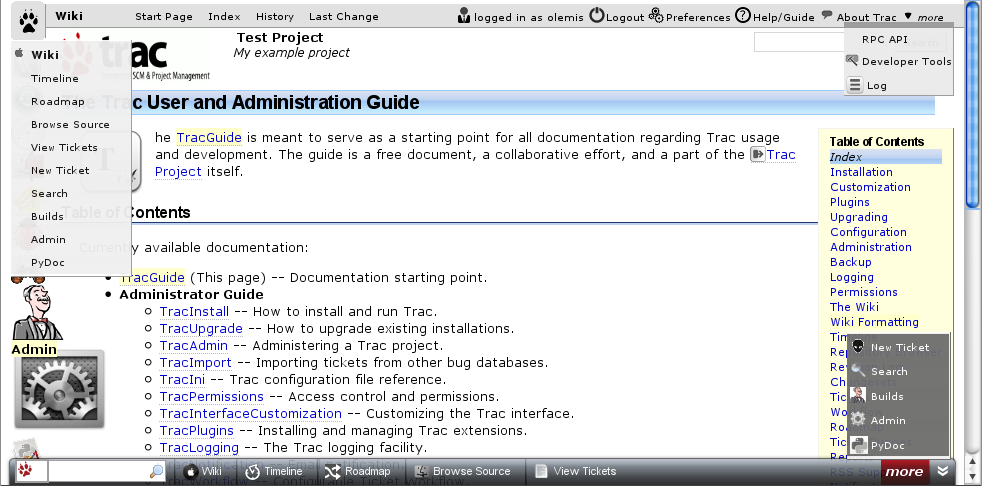 Wiki Start Page Index History Last Change logged in as olemis Logout Preferences Help/Guide About Trac more
RPC API
Developer Tools
Log
Wiki
Timeline
Roadmap
Browse Source
View Tickets
New Ticket
Search
Builds
Admin
PyDoc
trac
SCM & Project Management
Test Project
My example project
The Trac User and Administration Guide
he TracGuide is meant to serve as a starting point for all documentation regarding Trac usage
and development. The guide is a free document, a collaborative effort, and a part of the Trac
Project itself.
Table of Contents
Currently available documentation:
TracGuide (This page) -- Documentation starting point.
Administrator Guide
TracInstall -- How to install and run Trac.
TracUpgrade -- How to upgrade existing installations.
TracAdmin -- Administering a Trac project.
TracImport -- Importing tickets from other bug databases.
TracIni -- Trac configuration file reference.
TracPermissions -- Access control and permissions.
TracInterfaceCustomization -- Customizing the Trac interface.
TracPlugins -- Installing and managing Trac extensions.
TracLogging -- The Trac logging facility.
Admin
Table of Contents
Index
Installation
Customization
Plugins
Upgrading
Configuration
Administration
Backup
Logging
Permissions
The Wiki
Wiki Formatting
New Ticket
Search
Builds
Admin
PyDoc
Wiki Timeline Roadmap Browse Source View Tickets more